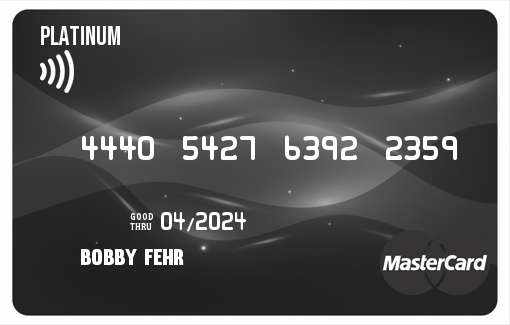 PLATINUM
4440 5427 6392 2359
GOOD THRU 04/2024
BOBBY FEHR
MasterCard